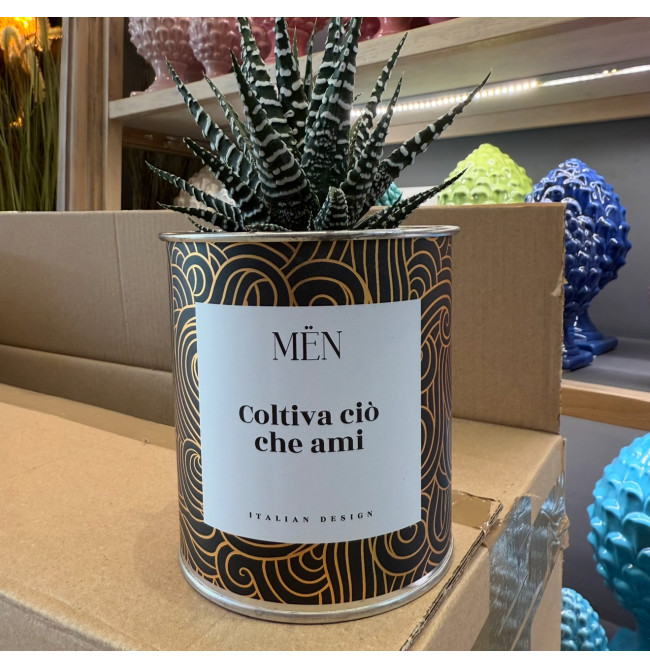 MËN
Coltiva ciò
che ami
ITALIAN DESIGN